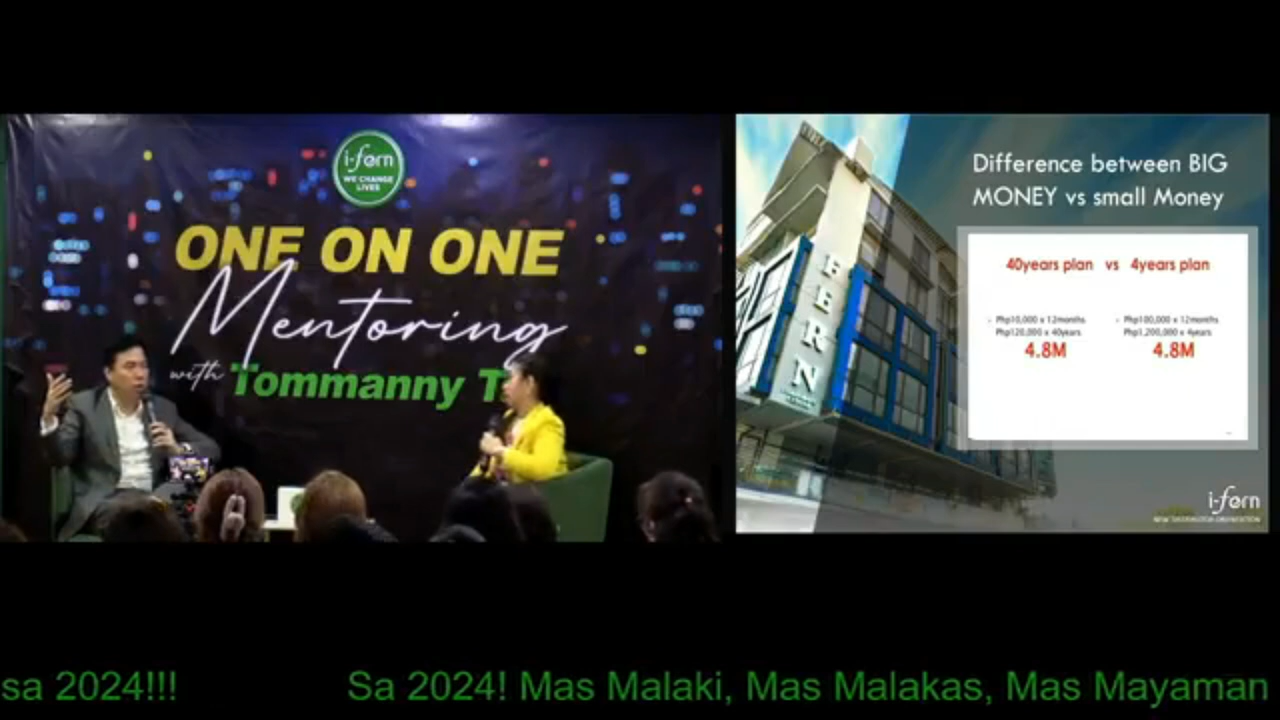 i-fern
WE CHANGE
LIVES
ONE ON ONE
Mentoring
with Tommanny T
Difference between BIG
MONEY vs small Money
40years plan vs 4years plan
Php10,000 x 12months
Php120,000 x 40years
4.8M
Php100,000 x 12months
Php1,200,000 x 4years
4.8M
FERN
i-fern
sa 2024!!! Sa 2024! Mas Malaki, Mas Malakas, Mas Mayaman